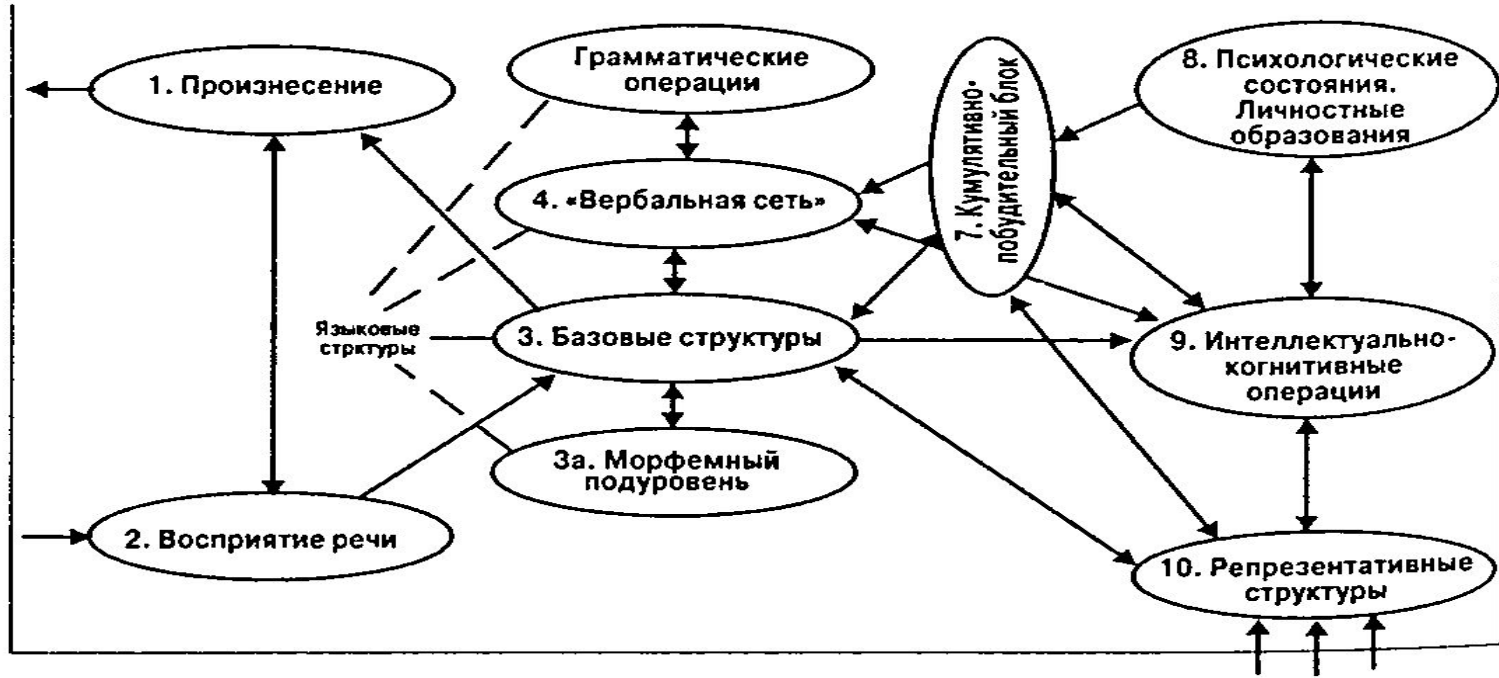 1. Произнесение
Грамматические
операции
4. «Вербальная сеть»
7. Кумулятивно-
побудительный блок
8. Психологические
состояния.
Личностные
образования
Языковые
стрктуры
3. Базовые структуры
9. Интеллектуально-
когнитивные
операции
3а. Морфемный
подуровень
2. Восприятие речи
10. Репрезентативные
структуры